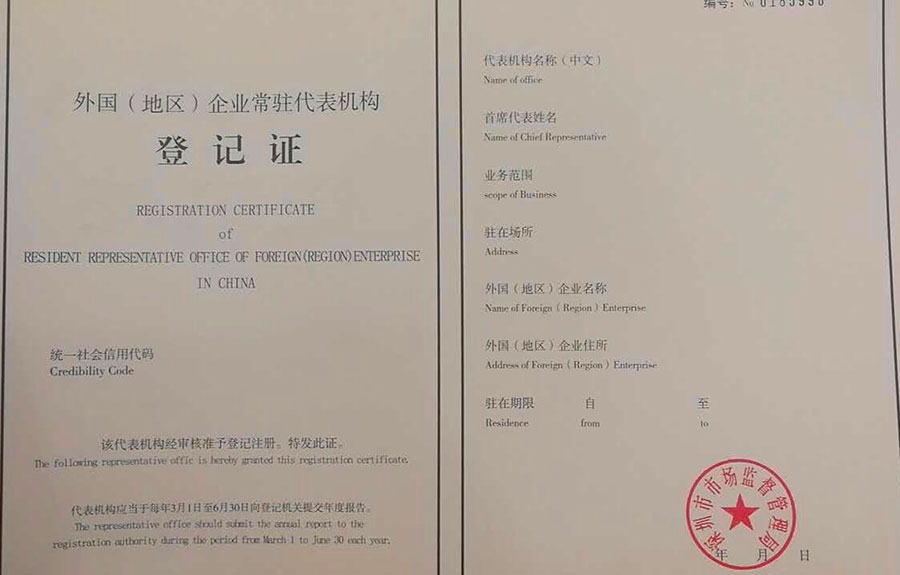 外国（地区）企业常驻代表机构
登记证
REGISTRATION CERTIFICATE
of
RESIDENT REPRESENTATIVE OFFICE OF FOREIGN(REGION)ENTERPRISE
IN CHINA
统一社会信用代码
Credibility Code
该代表机构经审核准予登记注册。特发此证。
The following representative offic is hereby granted this registration certificate.
代表机构应当于每年3月1日至6月30日向登记机关提交年度报告。
The representative office should submit the annual report to the
registration authority during the period from March 1 to June 30 each year.
编号：No
代表机构名称（中文）
Name of office
首席代表姓名
Name of Chief Representative
业务范围
scope of Business
驻在场所
Address
外国（地区）企业名称
Name of Foreign（Region）Enterprise
外国（地区）企业住所
Address of Foreign（Region）Enterprise
驻在期限 自 至
Residence from to
深圳市市场监督管理局
年 月 日